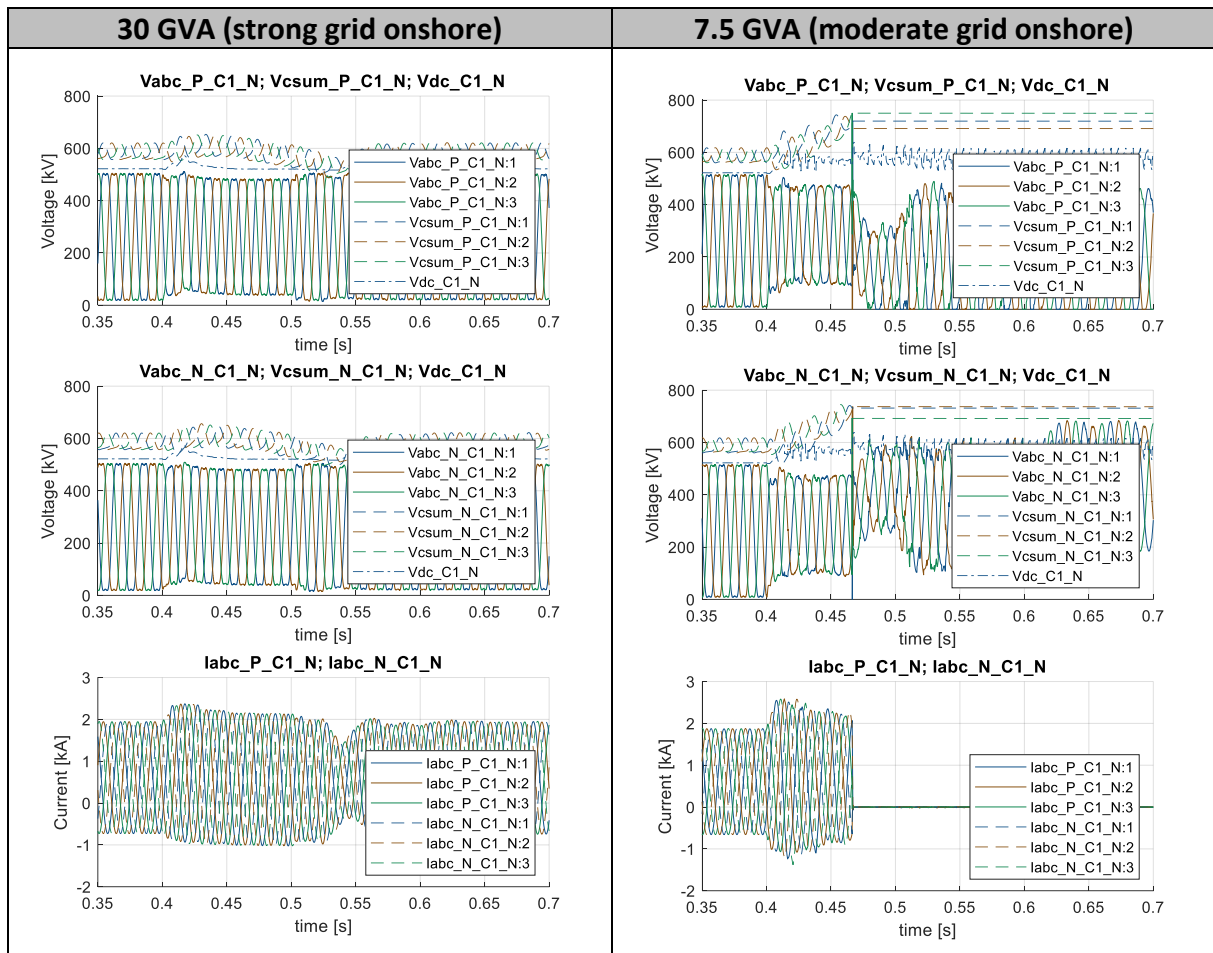 30 GVA (strong grid onshore)
7.5 GVA (moderate grid onshore)
Vabc_P_C1_N; Vcsum_P_C1_N; Vdc_C1_N
800
600
400
200
0
Voltage [kV]
Vabc_P_C1_N:1
Vabc_P_C1_N:2
Vabc_P_C1_N:3
Vcsum_P_C1_N:1
Vcsum_P_C1_N:2
Vcsum_P_C1_N:3
Vdc_C1_N
0.35 0.4 0.45 0.5 0.55 0.6 0.65 0.7
time [s]
Vabc_N_C1_N; Vcsum_N_C1_N; Vdc_C1_N
800
600
400
200
0
Voltage [kV]
Vabc_N_C1_N:1
Vabc_N_C1_N:2
Vabc_N_C1_N:3
Vcsum_N_C1_N:1
Vcsum_N_C1_N:2
Vcsum_N_C1_N:3
Vdc_C1_N
0.35 0.4 0.45 0.5 0.55 0.6 0.65 0.7
time [s]
Iabc_P_C1_N; Iabc_N_C1_N
3
2
1
0
-1
-2
Current [kA]
Iabc_P_C1_N:1
Iabc_P_C1_N:2
Iabc_P_C1_N:3
Iabc_N_C1_N:1
Iabc_N_C1_N:2
Iabc_N_C1_N:3
0.35 0.4 0.45 0.5 0.55 0.6 0.65 0.7
time [s]
Vabc_P_C1_N; Vcsum_P_C1_N; Vdc_C1_N
800
600
400
200
0
Voltage [kV]
Vabc_P_C1_N:1
Vabc_P_C1_N:2
Vabc_P_C1_N:3
Vcsum_P_C1_N:1
Vcsum_P_C1_N:2
Vcsum_P_C1_N:3
Vdc_C1_N
0.35 0.4 0.45 0.5 0.55 0.6 0.65 0.7
time [s]
Vabc_N_C1_N; Vcsum_N_C1_N; Vdc_C1_N
800
600
400
200
0
Voltage [kV]
Vabc_N_C1_N:1
Vabc_N_C1_N:2
Vabc_N_C1_N:3
Vcsum_N_C1_N:1
Vcsum_N_C1_N:2
Vcsum_N_C1_N:3
Vdc_C1_N
0.35 0.4 0.45 0.5 0.55 0.6 0.65 0.7
time [s]
Iabc_P_C1_N; Iabc_N_C1_N
3
2
1
0
-1
-2
Current [kA]
Iabc_P_C1_N:1
Iabc_P_C1_N:2
Iabc_P_C1_N:3
Iabc_N_C1_N:1
Iabc_N_C1_N:2
Iabc_N_C1_N:3
0.35 0.4 0.45 0.5 0.55 0.6 0.65 0.7
time [s]